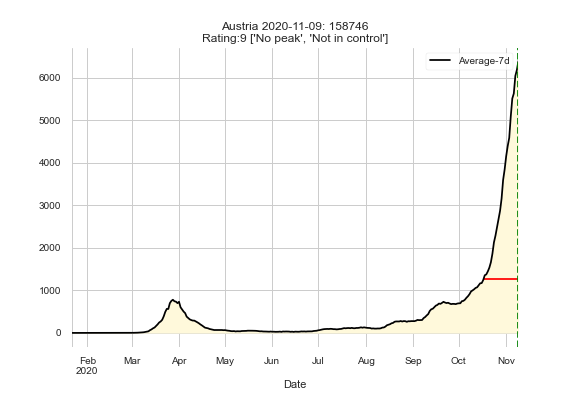 Austria 2020-11-09: 158746
Rating:9 ['No peak', 'Not in control']
Average-7d
6000
5000
4000
3000
2000
1000
0
Feb Mar Apr May Jun Jul Aug Sep Oct Nov
2020
Date